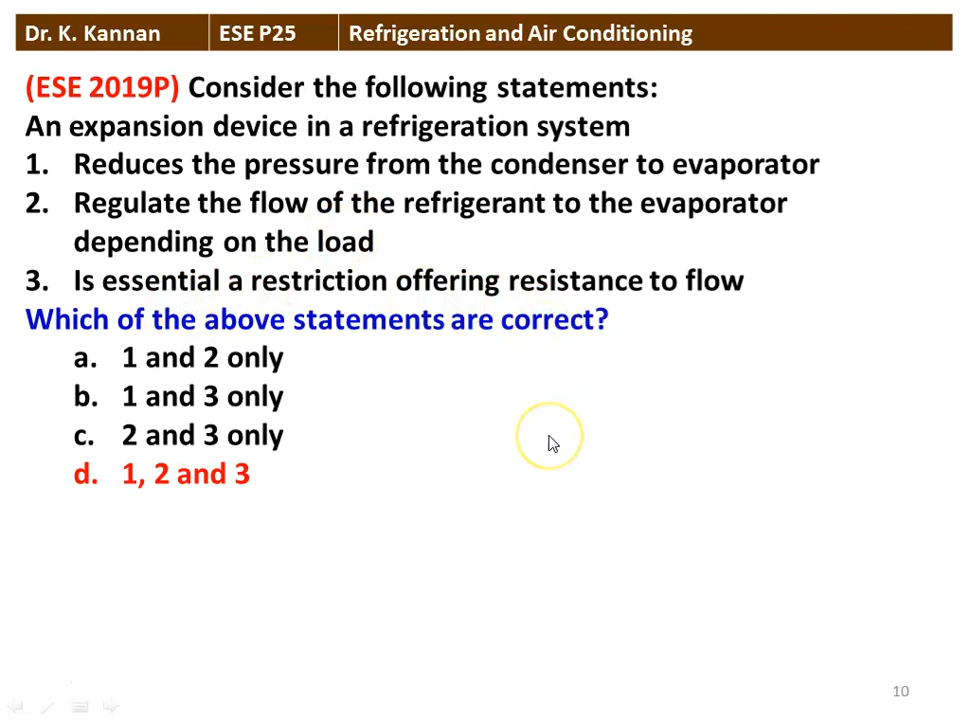 Dr. K. Kannan ESE P25 Refrigeration and Air Conditioning
(ESE 2019P) Consider the following statements:
An expansion device in a refrigeration system
1. Reduces the pressure from the condenser to evaporator
2. Regulate the flow of the refrigerant to the evaporator
depending on the load
3. Is essential a restriction offering resistance to flow
Which of the above statements are correct?
a. 1 and 2 only
b. 1 and 3 only
c. 2 and 3 only
d. 1, 2 and 3
10